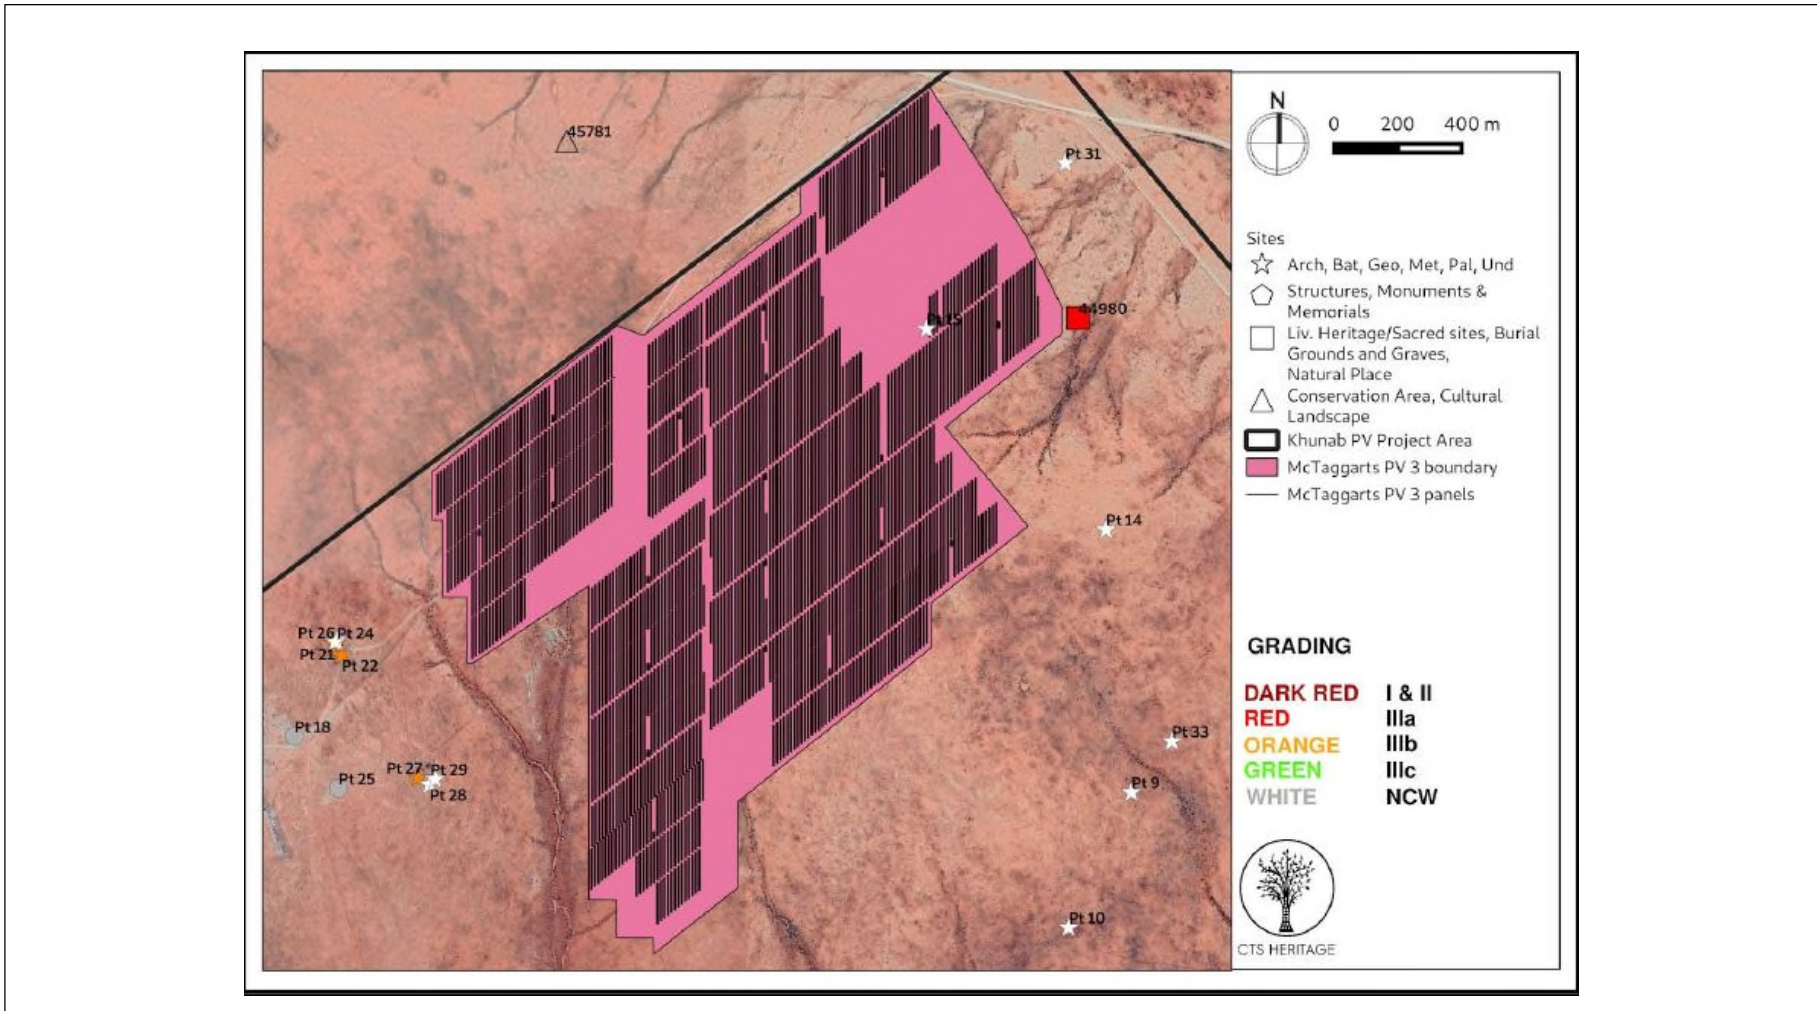 45781
Pt 31
Pt 15
44980
Pt 14
Pt 26 Pt 24
Pt 21 Pt 22
Pt 18
Pt 27 Pt 29
Pt 25
Pt 28
Pt 33
Pt 9
Pt 10
N
0 200 400 m
Sites
Arch, Bat, Geo, Met, Pal, Und
Structures, Monuments &
Memorials
Liv. Heritage/Sacred sites, Burial
Grounds and Graves,
Natural Place
Conservation Area, Cultural
Landscape
Khunab PV Project Area
McTaggarts PV 3 boundary
McTaggarts PV 3 panels
GRADING
DARK RED I & II
RED IIIa
ORANGE IIIb
GREEN IIIc
WHITE NCW
CTS HERITAGE